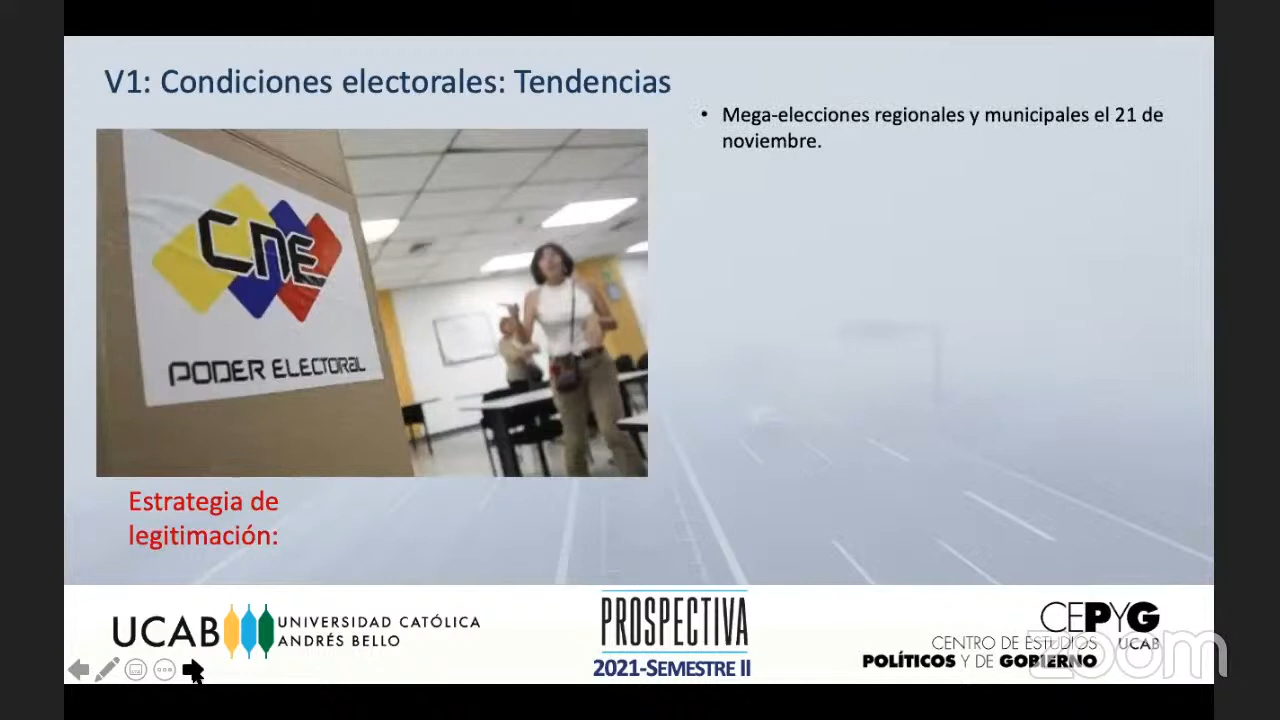 V1: Condiciones electorales: Tendencias
• Mega-elecciones regionales y municipales el 21 de
noviembre.
CNE
PODER ELECTORAL
Estrategia de
legitimación:
UCAB
UNIVERSIDAD CATÓLICA
ANDRÉS BELLO
PROSPECTIVA
2021-SEMESTRE II
CEPYG
UCAB
CENTRO DE ESTUDIOS
POLÍTICOS Y DE GOBIERNO
zoom